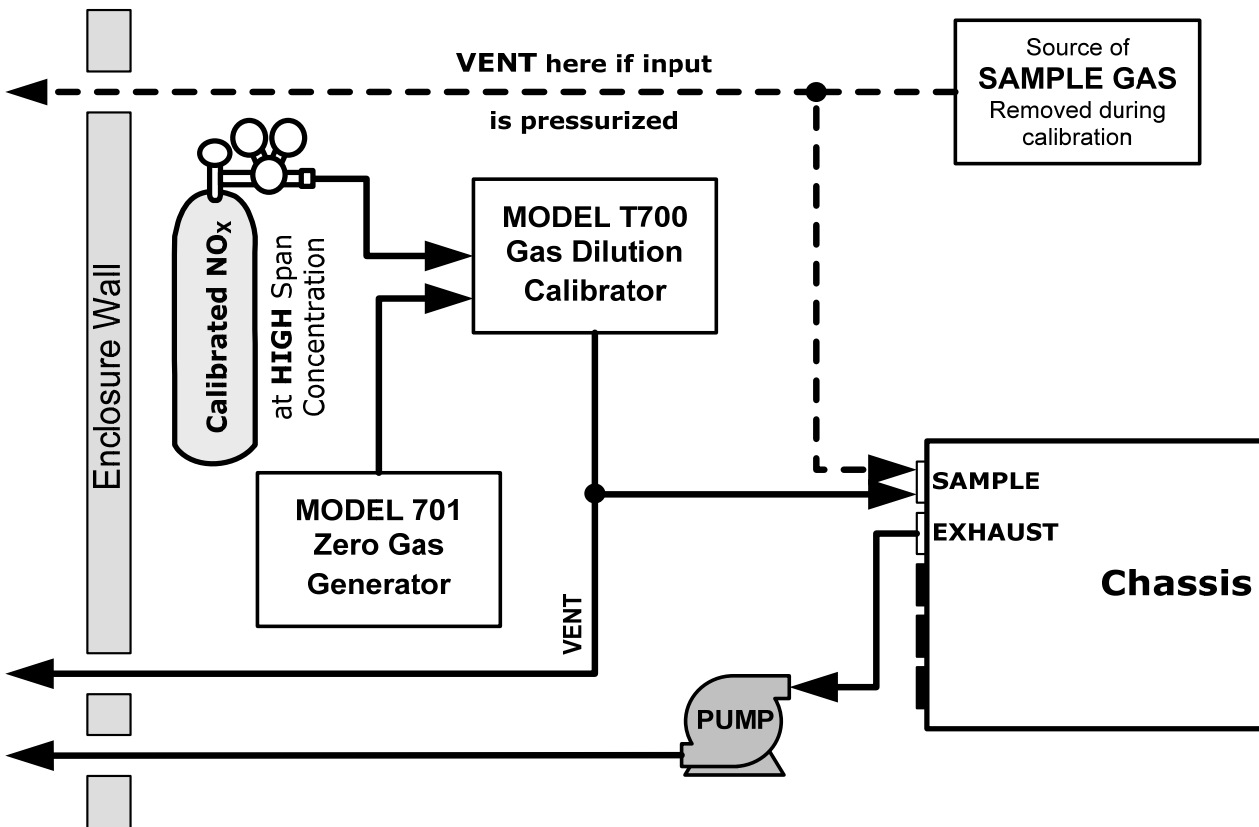 VENT here if input
is pressurized
Source of
SAMPLE GAS
Removed during
calibration
Enclosure Wall
Calibrated NOX
at HIGH Span
Concentration
MODEL T700
Gas Dilution
Calibrator
MODEL 701
Zero Gas
Generator
VENT
SAMPLE
EXHAUST
Chassis
PUMP